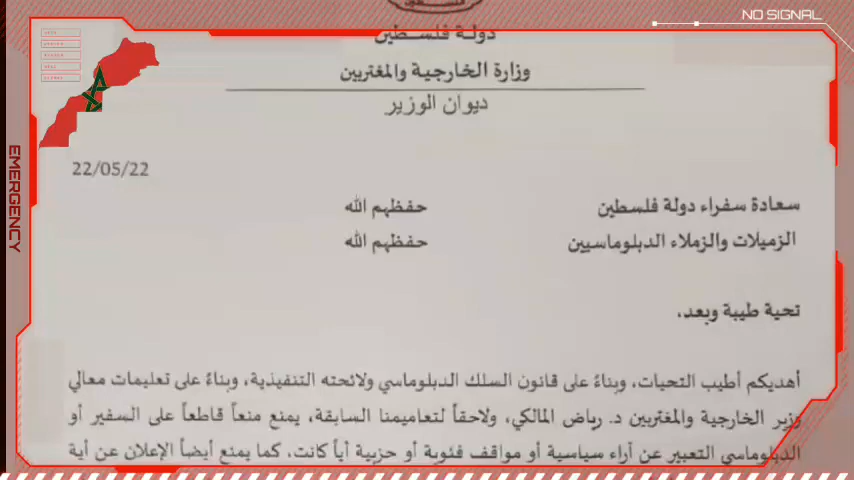 NO SIGNAL
EMERGENCY
دولة فلسطين
وزارة الخارجية والمغتربين
ديوان الوزير
22/05/22
سعادة سفراء دولة فلسطين حفظهم الله
الزميلات والزملاء الدبلوماسيين حفظهم الله
تحية طيبة وبعد،
أهديكم أطيب التحيات، وبناءً على قانون السلك الدبلوماسي ولائحته التنفيذية، وبناءً على تعليمات معالي
وزير الخارجية والمغتربين د. رياض المالكي، ولاحقاً لتعاميمنا السابقة، يمنع منعاً قاطعاً على السفير أو
الدبلوماسي التعبير عن أراء سياسية أو مواقف فئوية أو حزبية أياً كانت، كما يمنع أيضاً الإعلان عن أية